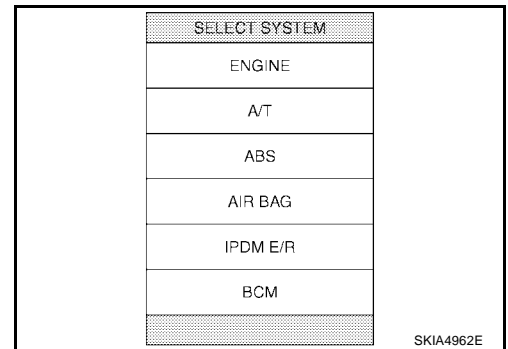 SELECT SYSTEM
ENGINE
A/T
ABS
AIR BAG
IPDM E/R
BCM
SKIA4962E